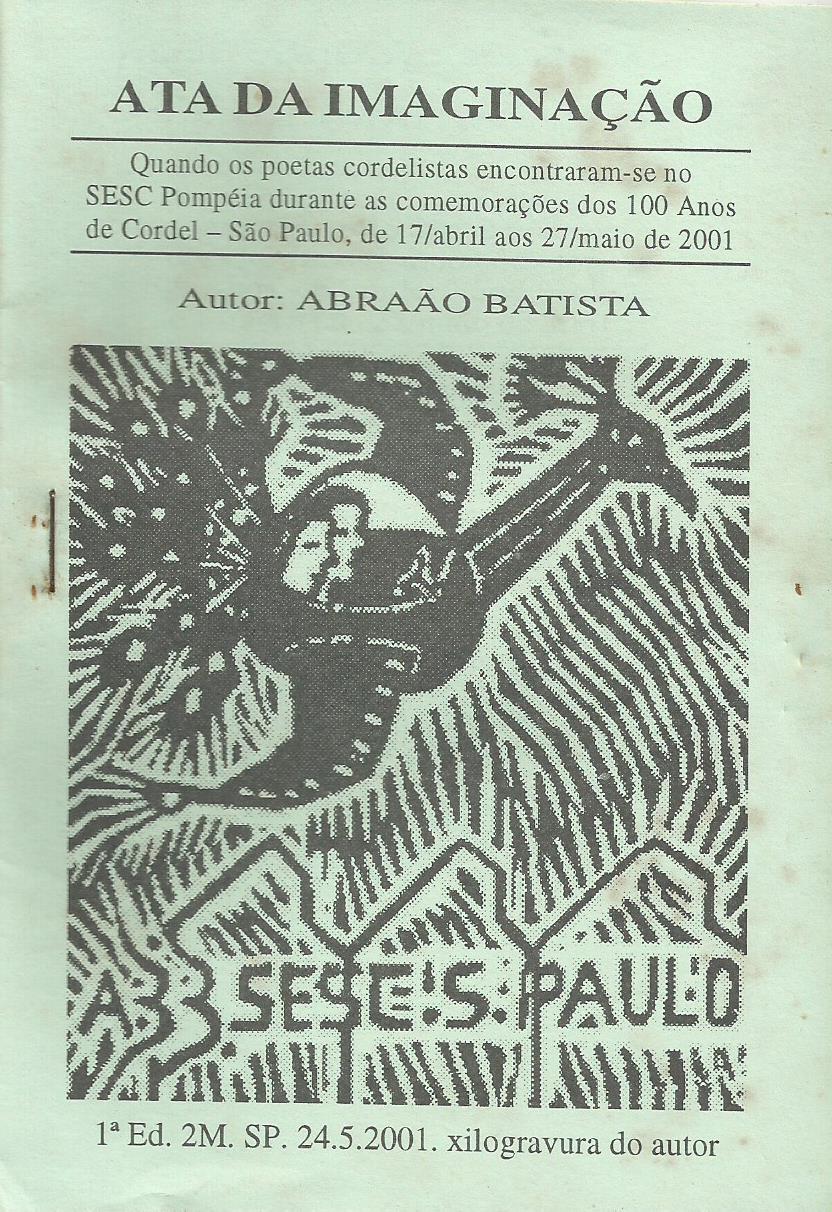 ATA DA IMAGINAÇÃO
Quando os poetas cordelistas encontraram-se no
SESC Pompéia durante as comemorações dos 100 Anos
de Cordel – São Paulo, de 17/abril aos 27/maio de 2001
Autor: ABRAÃO BATISTA
SESE S. PAULO
1ª Ed. 2M. SP. 24.5.2001. xilogravura do autor